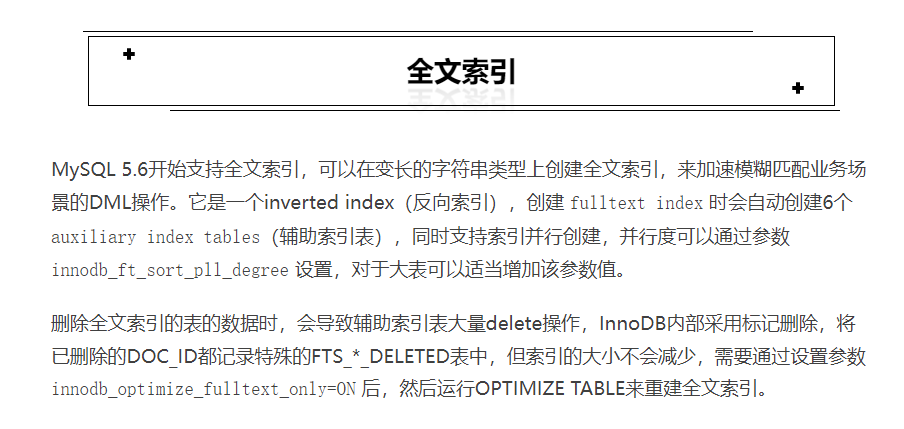 全文索引
MySQL 5.6开始支持全文索引，可以在变长的字符串类型上创建全文索引，来加速模糊匹配业务场
景的DML操作。它是一个inverted index（反向索引），创建 fulltext index 时会自动创建6个
auxiliary index tables（辅助索引表），同时支持索引并行创建，并行度可以通过参数
innodb_ft_sort_pll_degree 设置，对于大表可以适当增加该参数值。
删除全文索引的表的数据时，会导致辅助索引表大量delete操作，InnoDB内部采用标记删除，将
已删除的DOC_ID都记录特殊的FTS_*_DELETED表中，但索引的大小不会减少，需要通过设置参数
innodb_optimize_fulltext_only=ON 后，然后运行OPTIMIZE TABLE来重建全文索引。